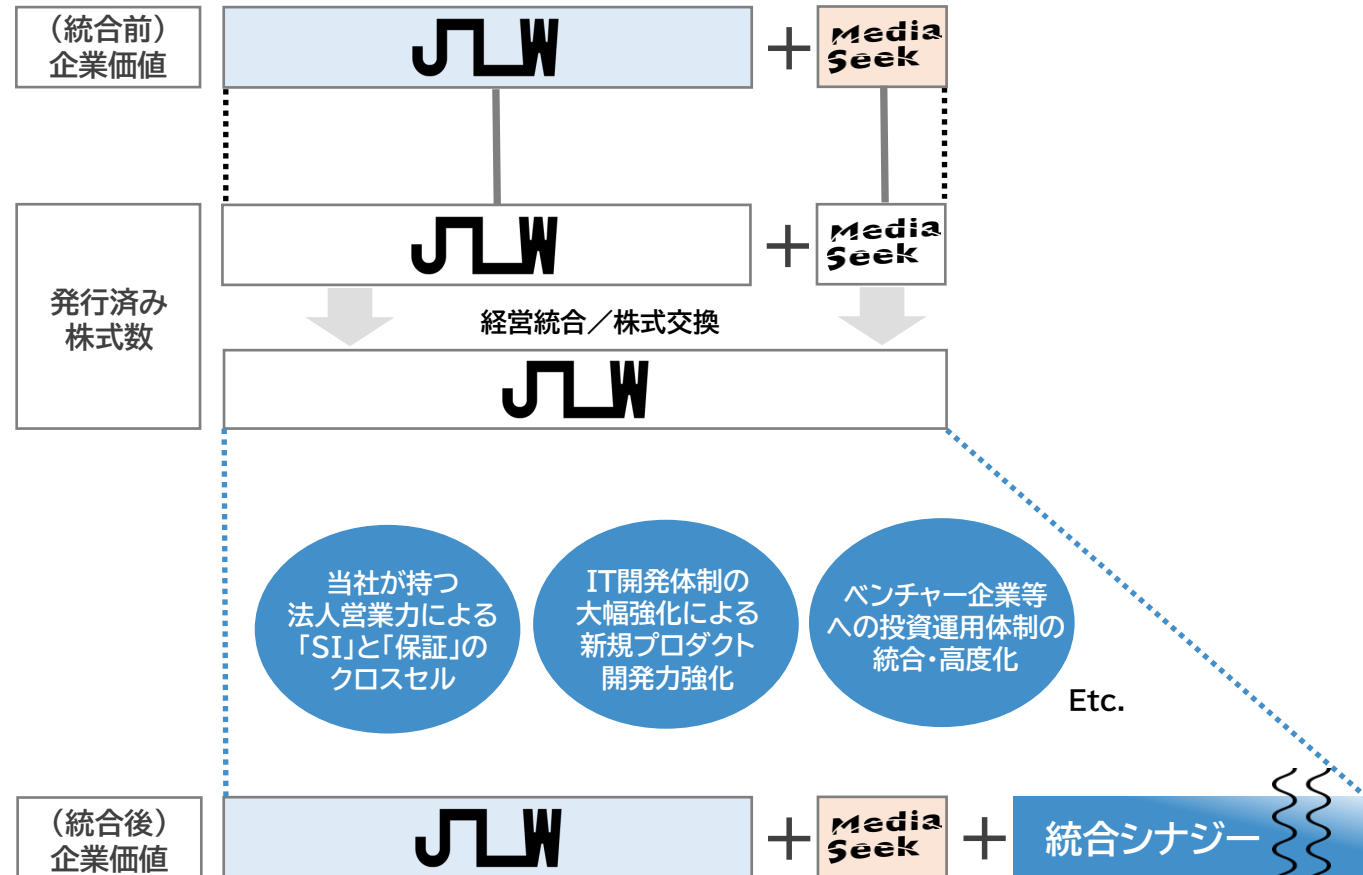 （統合前）
企業価値
JLW
＋
Media
Seek
発行済み
株式数
JLW
＋
Media
Seek
経営統合／株式交換
JLW
当社が持つ
法人営業力による
「SI」と「保証」の
クロスセル
IT開発体制の
大幅強化による
新規プロダクト
開発力強化
ベンチャー企業等
への投資運用体制の
統合・高度化
Etc.
（統合後）
企業価値
JLW
＋
Media
Seek
＋
統合シナジー